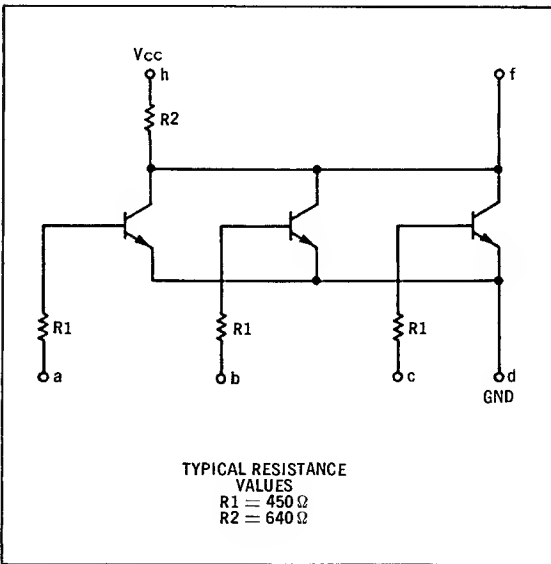 Vcc
h
f
R2
R1
R1
R1
a
b
c
d
GND
TYPICAL RESISTANCE
VALUES
R1 = 450 Ω
R2 = 640 Ω